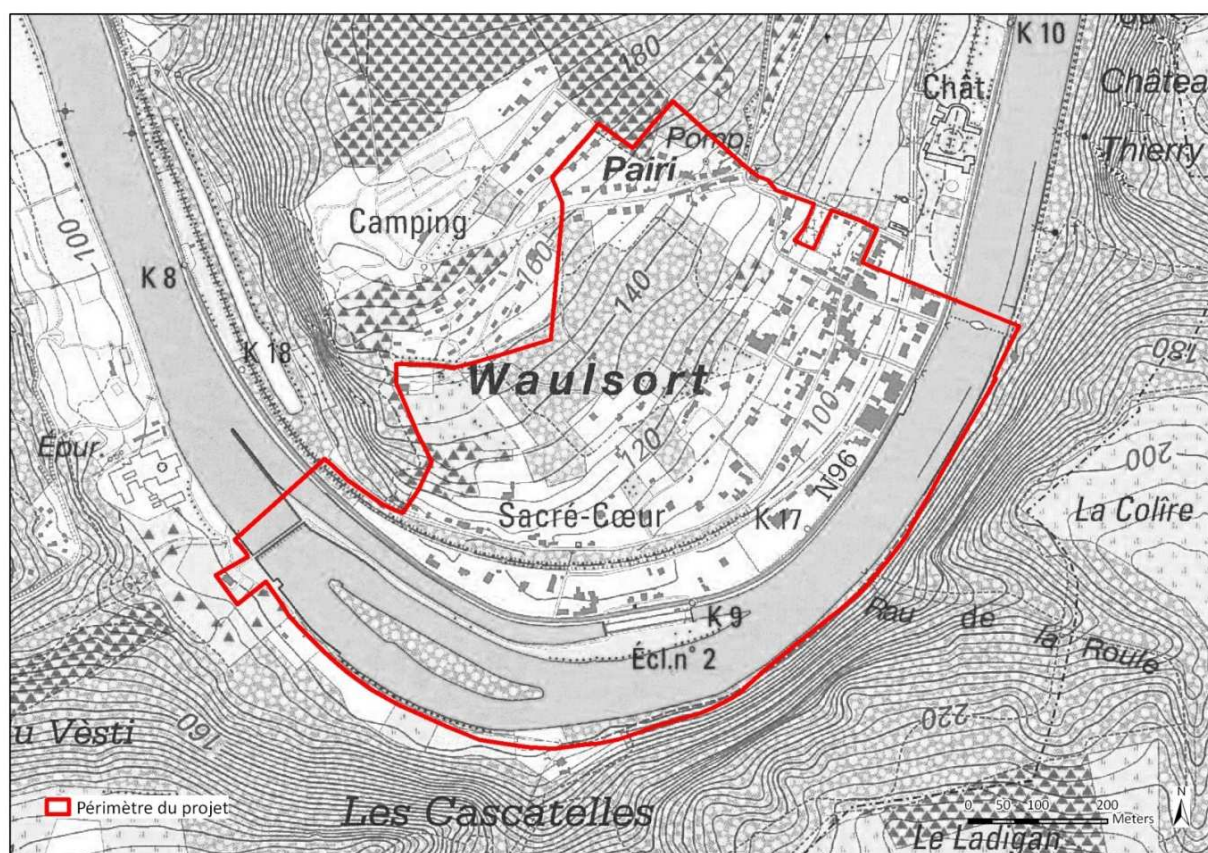 K 10
180
Chât.
Châtea
Thierry
Pomp.
Pairi
Camping
100
K 8
160
140
180
Waulsort
K 18
120
100
200
N96
La Colîre
Épur.
Sacré-Cœur
K 17
K 9
Rau de la Roule
Écl.n° 2
220
u Vèsti
160
Périmètre du projet
Les Cascatelles
0 50 100 200
Meters
N
Le Ladigan